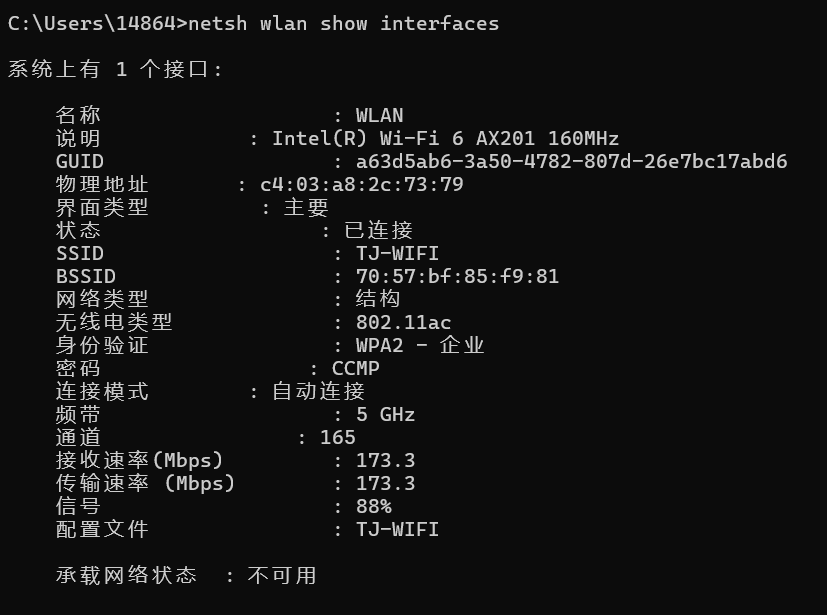 C:\Users\14864>netsh wlan show interfaces
系统上有 1 个接口:
名称 : WLAN
说明 : Intel(R) Wi-Fi 6 AX201 160MHz
GUID : a63d5ab6-3a50-4782-807d-26e7bc17abd6
物理地址 : c4:03:a8:2c:73:79
界面类型 : 主要
状态 : 已连接
SSID : TJ-WIFI
BSSID : 70:57:bf:85:f9:81
网络类型 : 结构
无线电类型 : 802.11ac
身份验证 : WPA2 - 企业
密码 : CCMP
连接模式 : 自动连接
频带 : 5 GHz
通道 : 165
接收速率(Mbps) : 173.3
传输速率 (Mbps) : 173.3
信号 : 88%
配置文件 : TJ-WIFI
承载网络状态 : 不可用